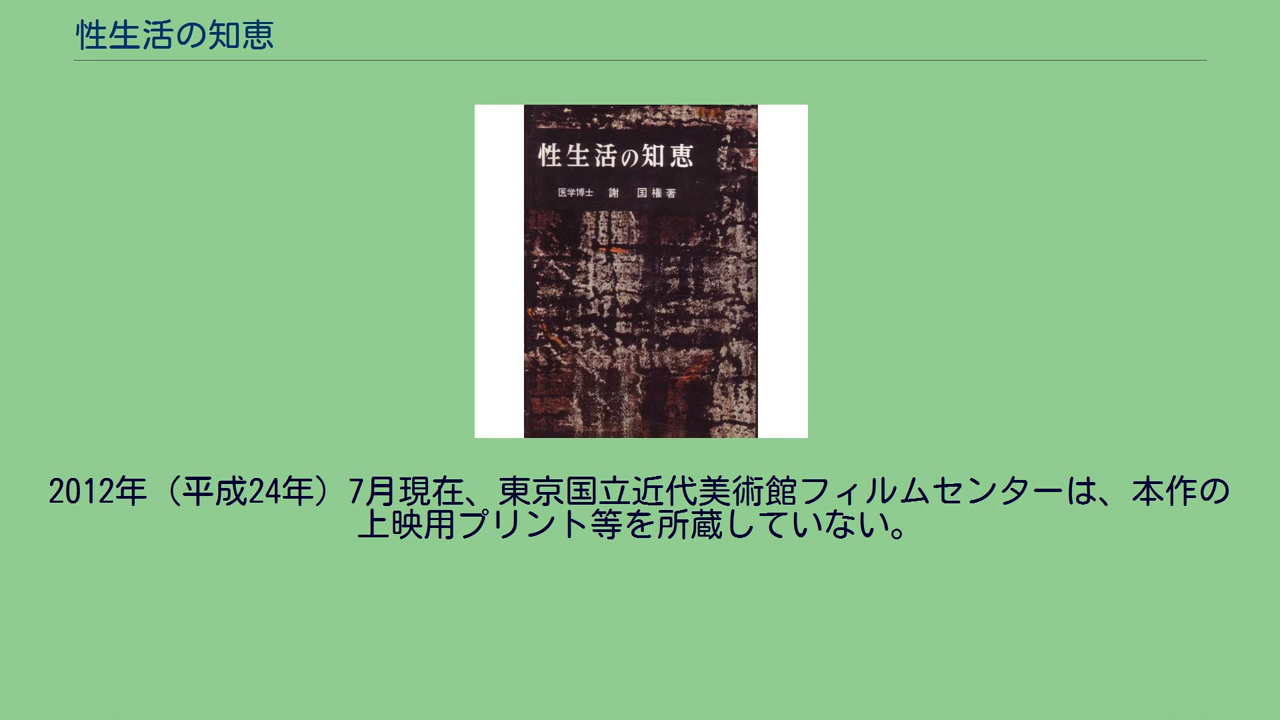 性生活の知恵
性生活の知恵
医学博士 謝 国権著
2012年（平成24年）7月現在、東京国立近代美術館フィルムセンターは、本作の
上映用プリント等を所蔵していない。